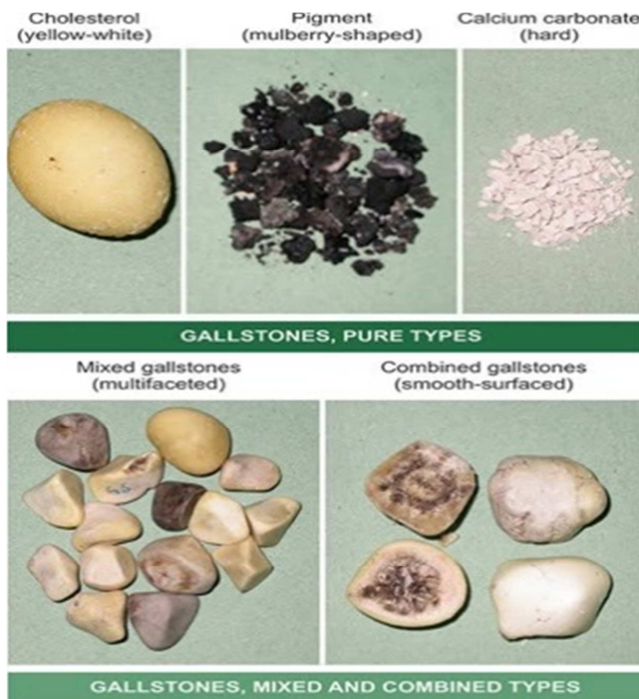 Cholesterol
(yellow-white)
Pigment
(mulberry-shaped)
Calcium carbonate
(hard)
GALLSTONES, PURE TYPES
Mixed gallstones
(multifaceted)
Combined gallstones
(smooth-surfaced)
GALLSTONES, MIXED AND COMBINED TYPES